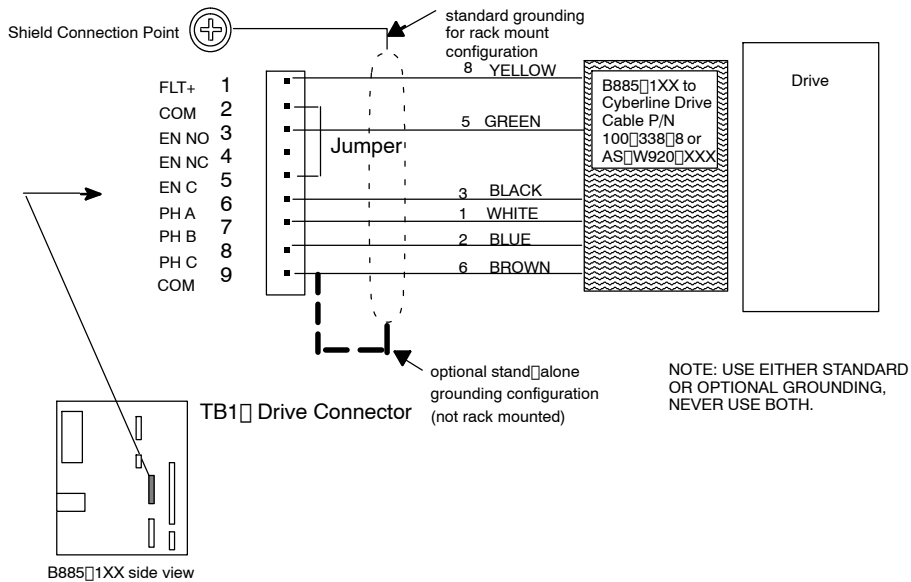 standard grounding
for rack mount
configuration
Shield Connection Point
FLT+ 1
COM 2
EN NO 3
EN NC 4
EN C 5
PH A 6
PH B 7
PH C 8
COM 9
Jumper
8 YELLOW
5 GREEN
3 BLACK
1 WHITE
2 BLUE
6 BROWN
B885▯1XX to
Cyberline Drive
Cable P/N
100▯338▯8 or
AS▯W920▯XXX
Drive
optional stand▯alone
grounding configuration
(not rack mounted)
NOTE: USE EITHER STANDARD
OR OPTIONAL GROUNDING,
NEVER USE BOTH.
TB1▯ Drive Connector
B885▯1XX side view